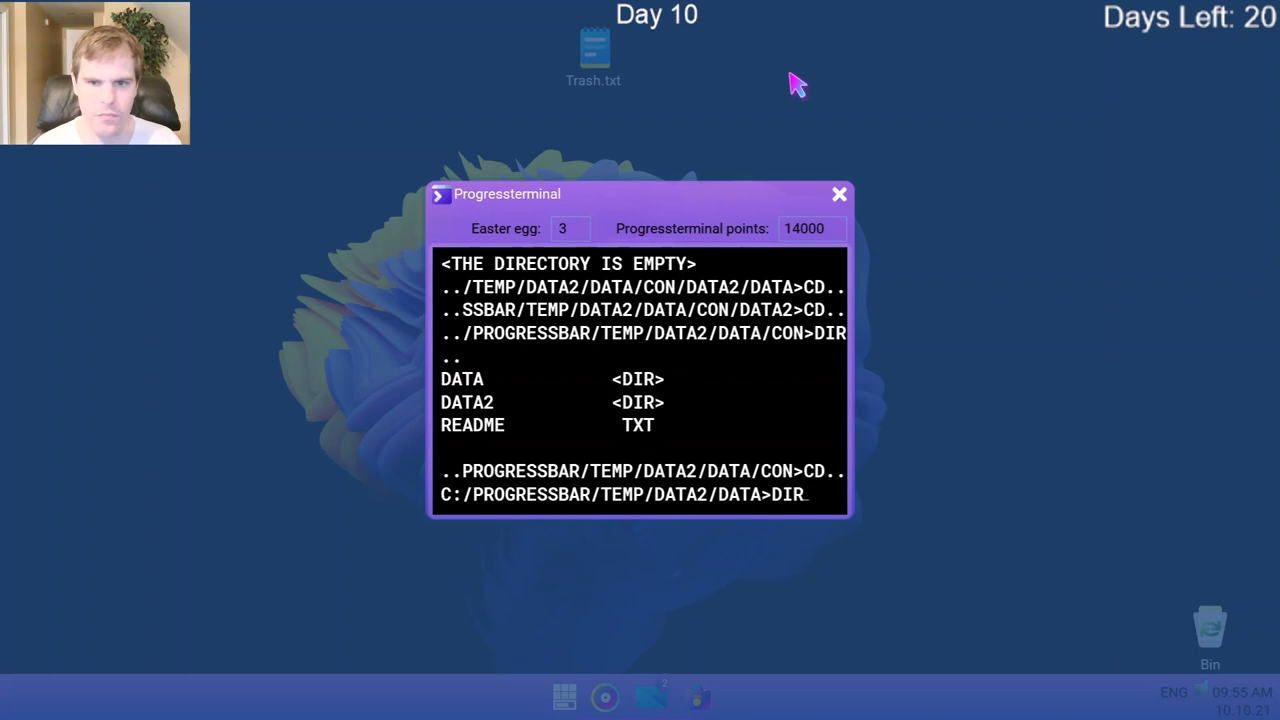 Day 10
Days Left: 20
Trash.txt
Progressterminal
Easter egg: 3 Progressterminal points: 14000
<THE DIRECTORY IS EMPTY>
../TEMP/DATA2/DATA/CON/DATA2/DATA>CD..
..SSBAR/TEMP/DATA2/DATA/CON/DATA2>CD..
../PROGRESSBAR/TEMP/DATA2/DATA/CON>DIR
..
DATA <DIR>
DATA2 <DIR>
README TXT
..PROGRESSBAR/TEMP/DATA2/DATA/CON>CD..
C:/PROGRESSBAR/TEMP/DATA2/DATA>DIR_
Bin
2
ENG 09:55 AM
10.10.21